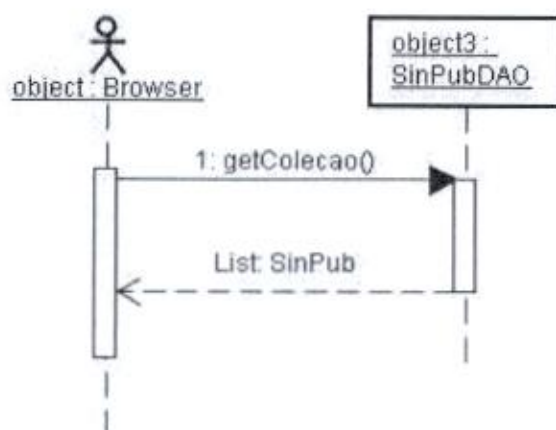 object : Browser
object3 :
SinPubDAO
1: getColecao()
List: SinPub